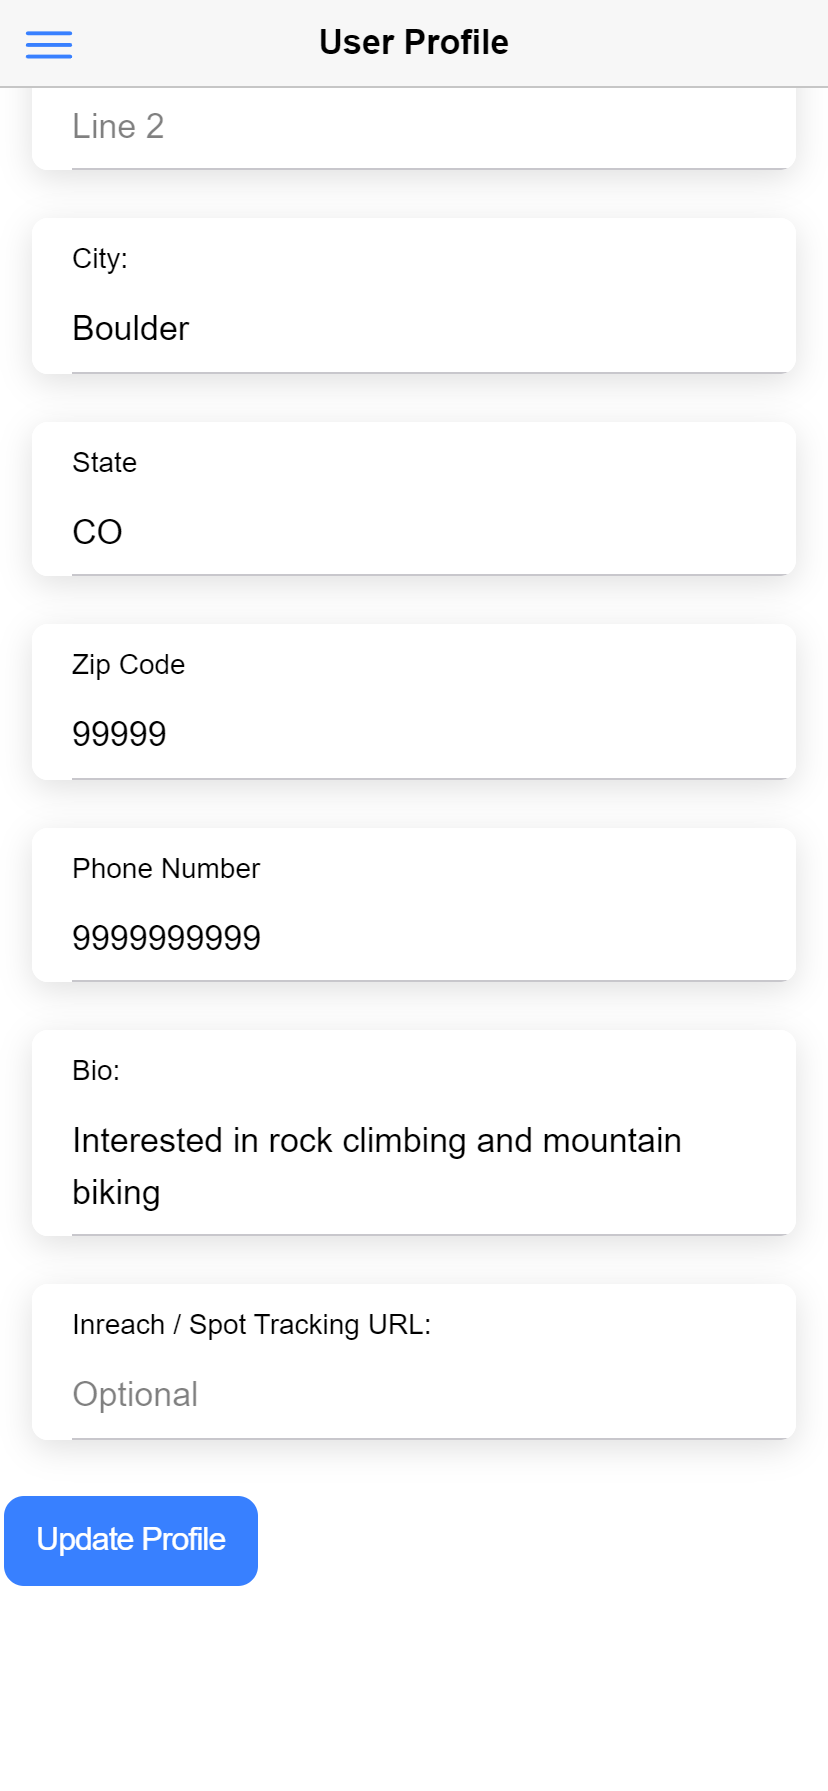 User Profile
Line 2
City:
Boulder
State
CO
Zip Code
99999
Phone Number
9999999999
Bio:
Interested in rock climbing and mountain
biking
Inreach / Spot Tracking URL:
Optional
Update Profile